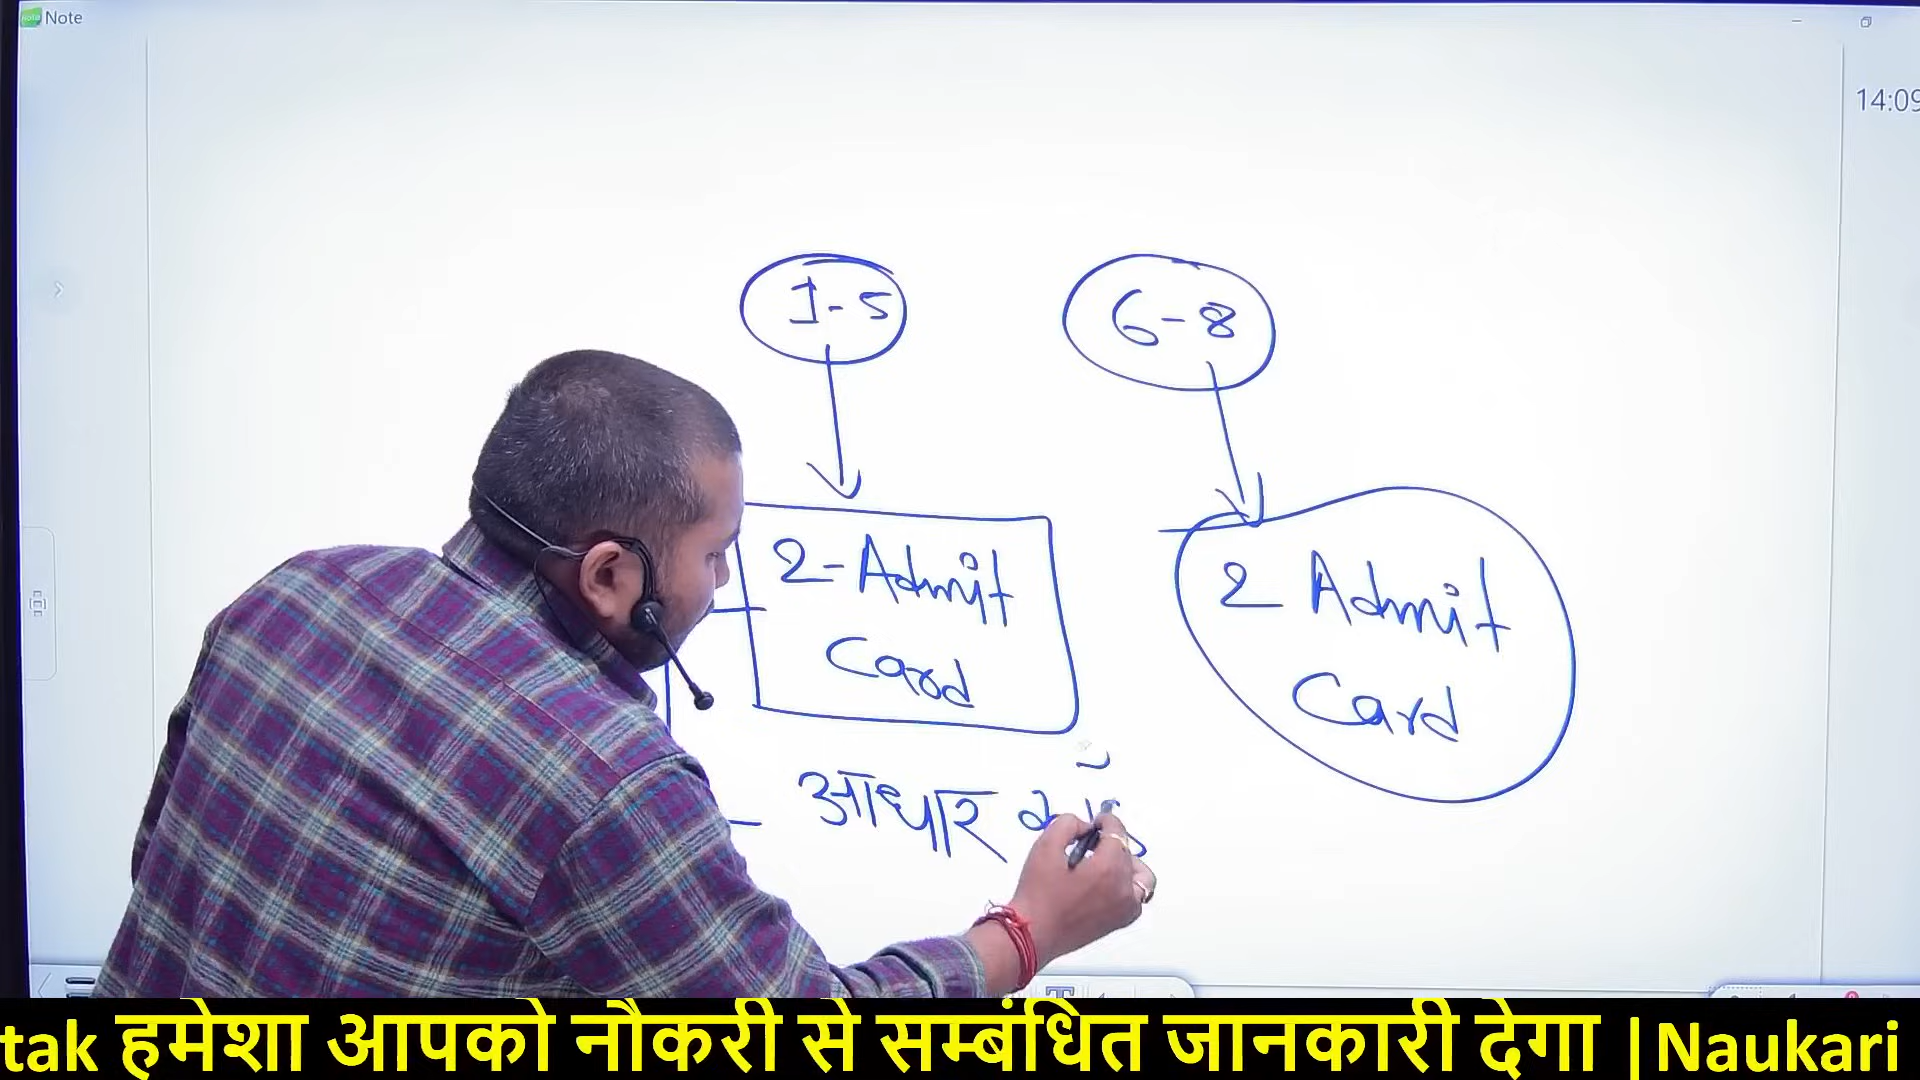 Note
14:09
1-5
6-8
2-Admit
Card
2 Admit
Card
- आधार
tak हमेशा आपको नौकरी से सम्बंधित जानकारी देगा | Naukari